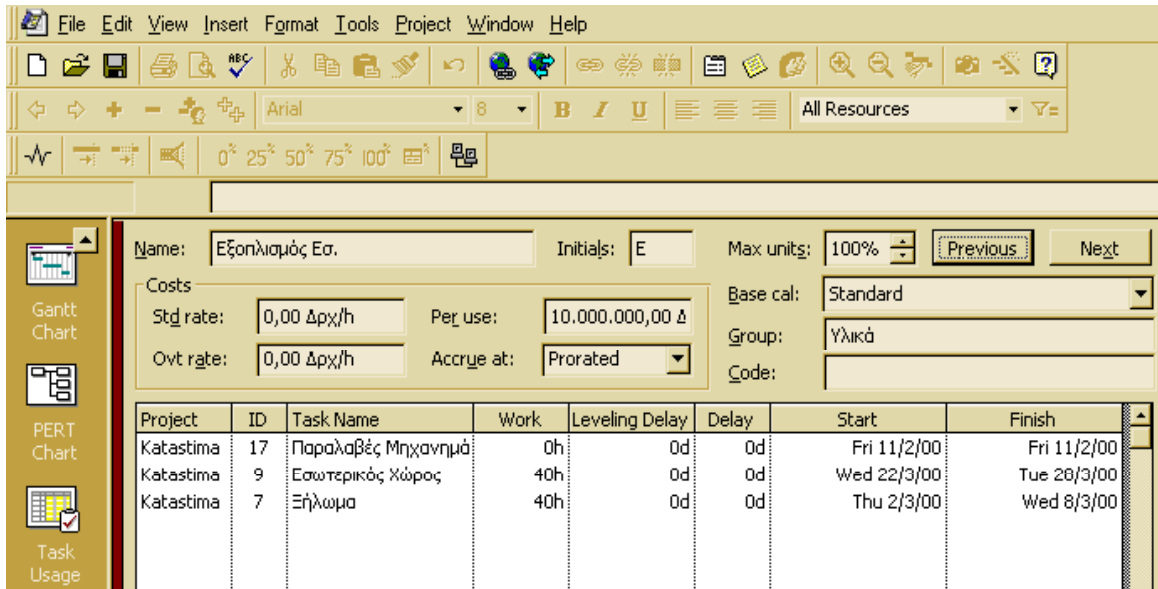 File Edit View Insert Format Tools Project Window Help
ABC
Arial 8 B I U All Resources
0% 25% 50% 75% 100%
Name: Εξοπλισμός Εσ. Initials: Ε Max units: 100% Previous Next
Costs Base cal: Standard
Std rate: 0,00 Δρχ/h Per use: 10.000.000,00 Δ
Group: Υλικά
Ovt rate: 0,00 Δρχ/h Accrue at: Prorated
Code:
Gantt
Chart
PERT
Chart
Task
Usage
Project ID Task Name Work Leveling Delay Delay Start Finish
Katastima 17 Παραλαβές Μηχανημά 0h 0d 0d Fri 11/2/00 Fri 11/2/00
Katastima 9 Εσωτερικός Χώρος 40h 0d 0d Wed 22/3/00 Tue 28/3/00
Katastima 7 Ξήλωμα 40h 0d 0d Thu 2/3/00 Wed 8/3/00